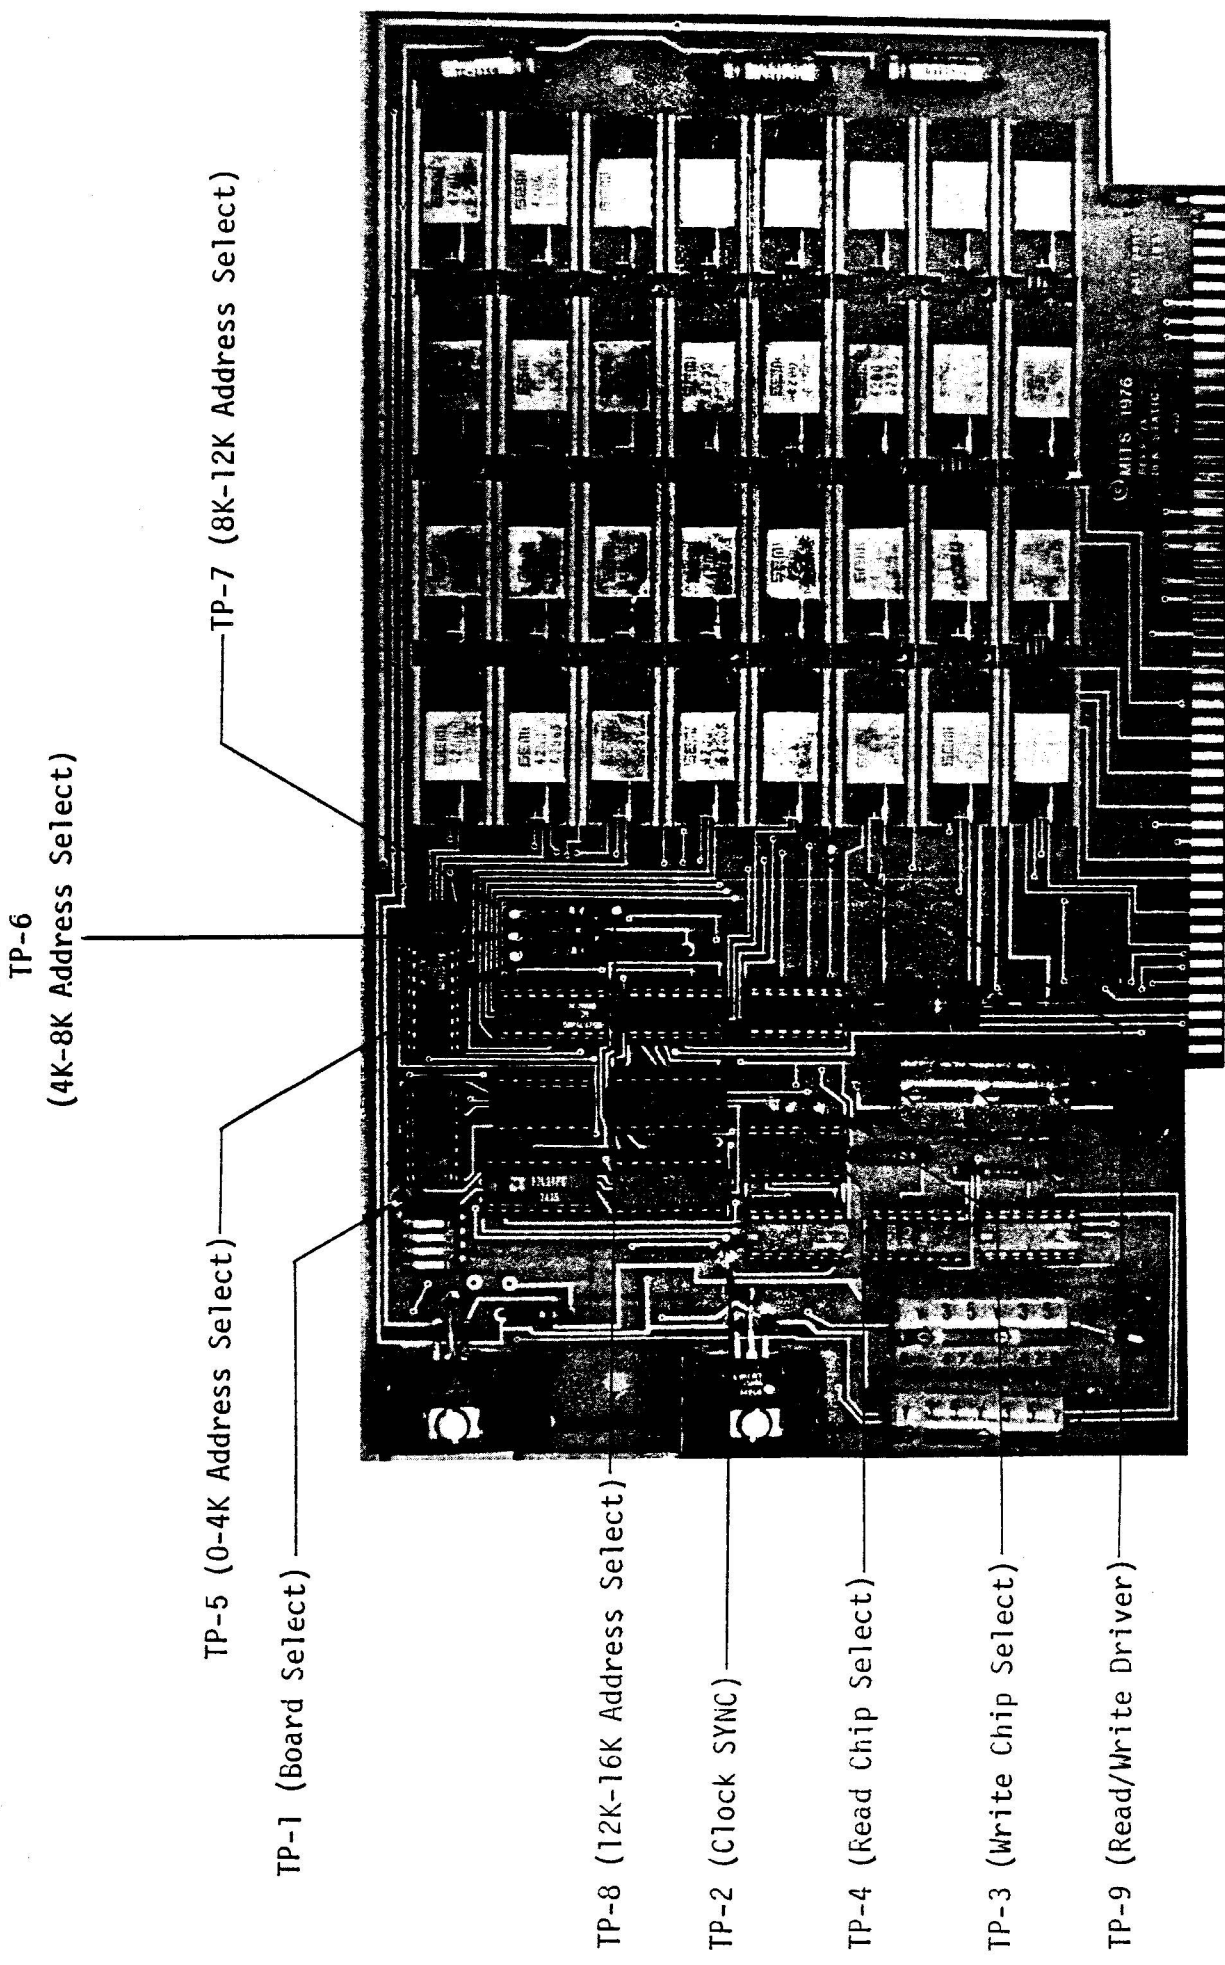 TP-6
(4K-8K Address Select)
TP-7 (8K-12K Address Select)
TP-5 (0-4K Address Select)
TP-1 (Board Select)
TP-8 (12K-16K Address Select)
TP-2 (Clock SYNC)
TP-4 (Read Chip Select)
TP-3 (Write Chip Select)
TP-9 (Read/Write Driver)
© MITS 1976